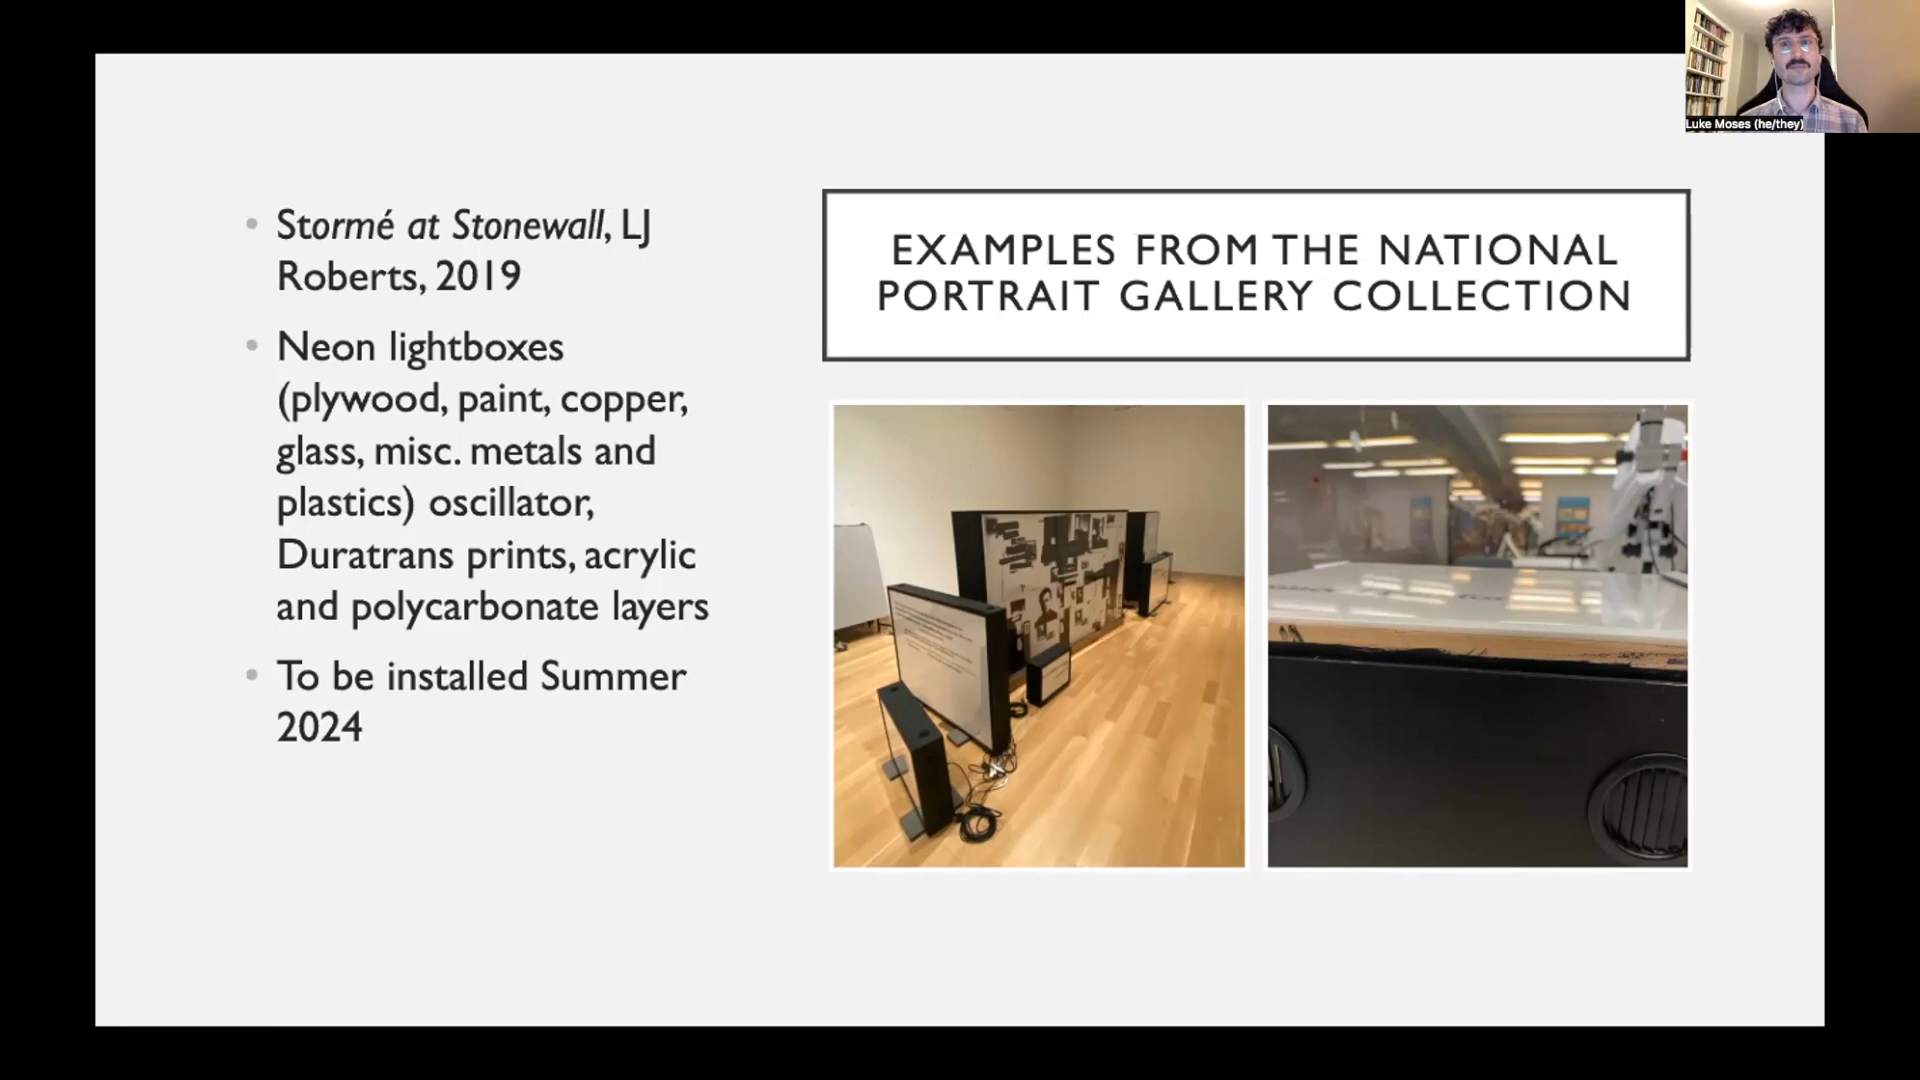 Luke Moses (he/they)
Stormé at Stonewall, LJ
Roberts, 2019
Neon lightboxes
(plywood, paint, copper,
glass, misc. metals and
plastics) oscillator,
Duratrans prints, acrylic
and polycarbonate layers
To be installed Summer
2024
EXAMPLES FROM THE NATIONAL
PORTRAIT GALLERY COLLECTION